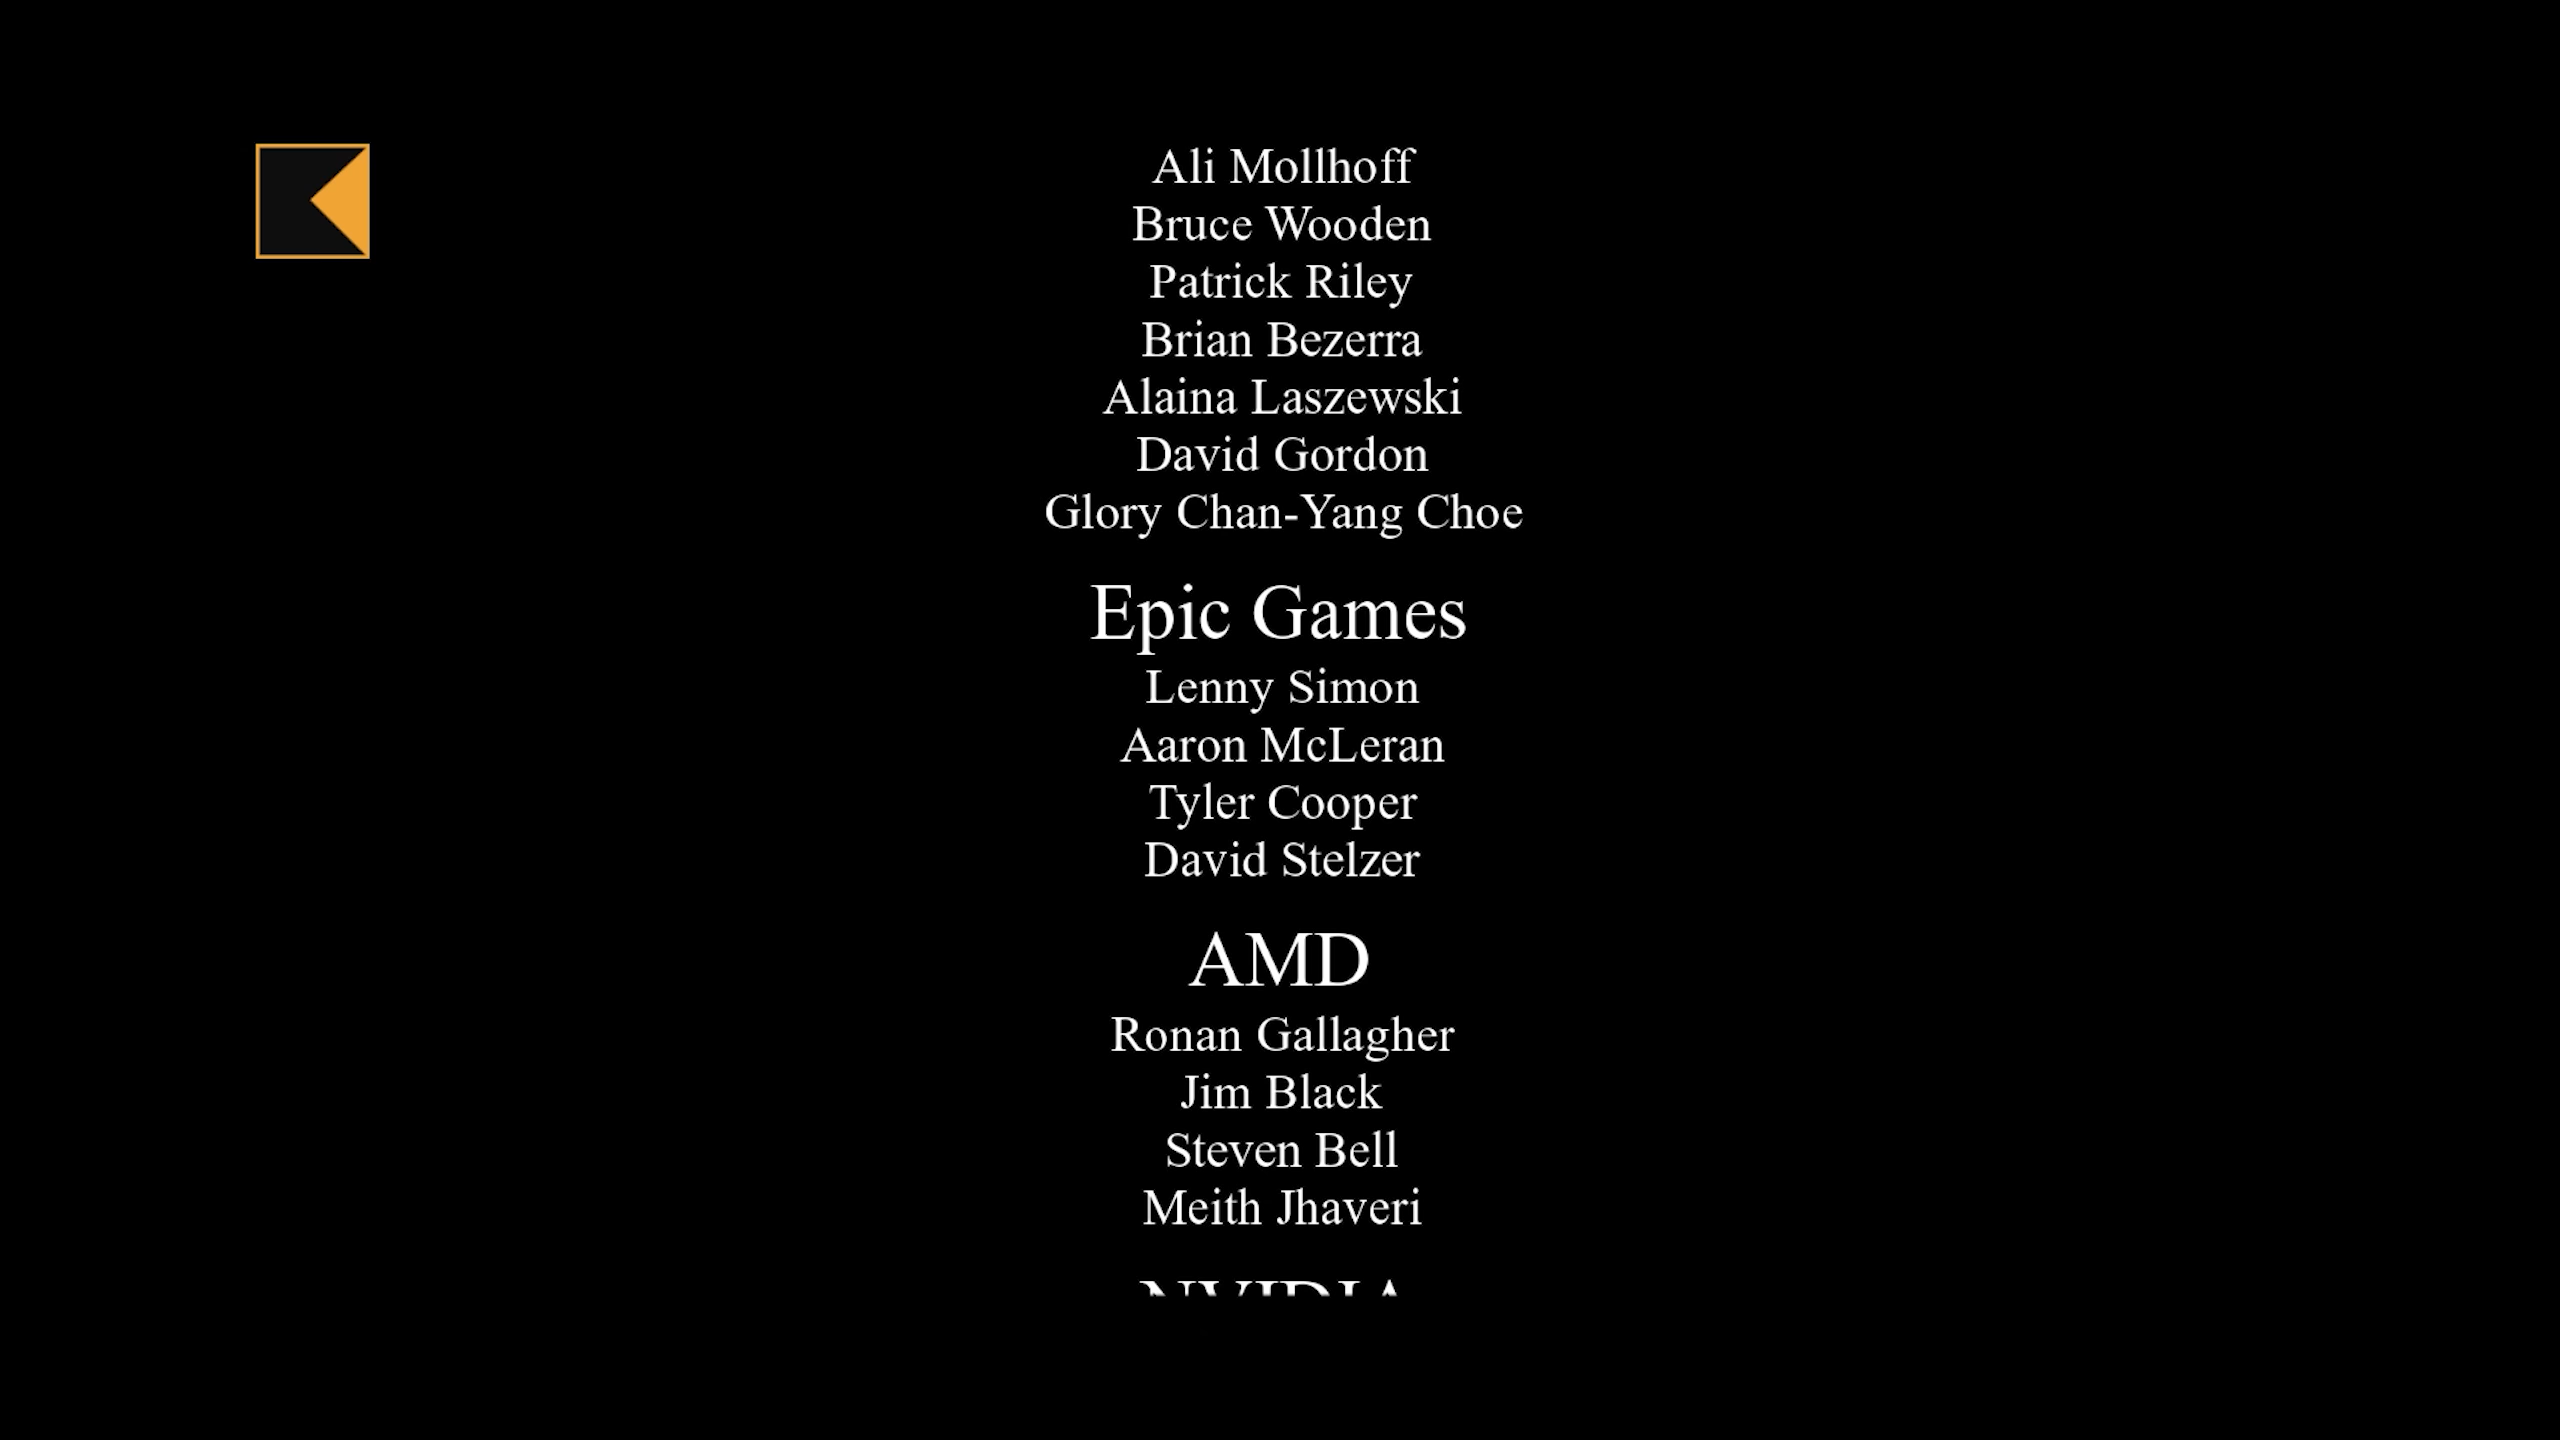 Ali Mollhoff
Bruce Wooden
Patrick Riley
Brian Bezerra
Alaina Laszewski
David Gordon
Glory Chan-Yang Choe
Epic Games
Lenny Simon
Aaron McLeran
Tyler Cooper
David Stelzer
AMD
Ronan Gallagher
Jim Black
Steven Bell
Meith Jhaveri
NVIDIA